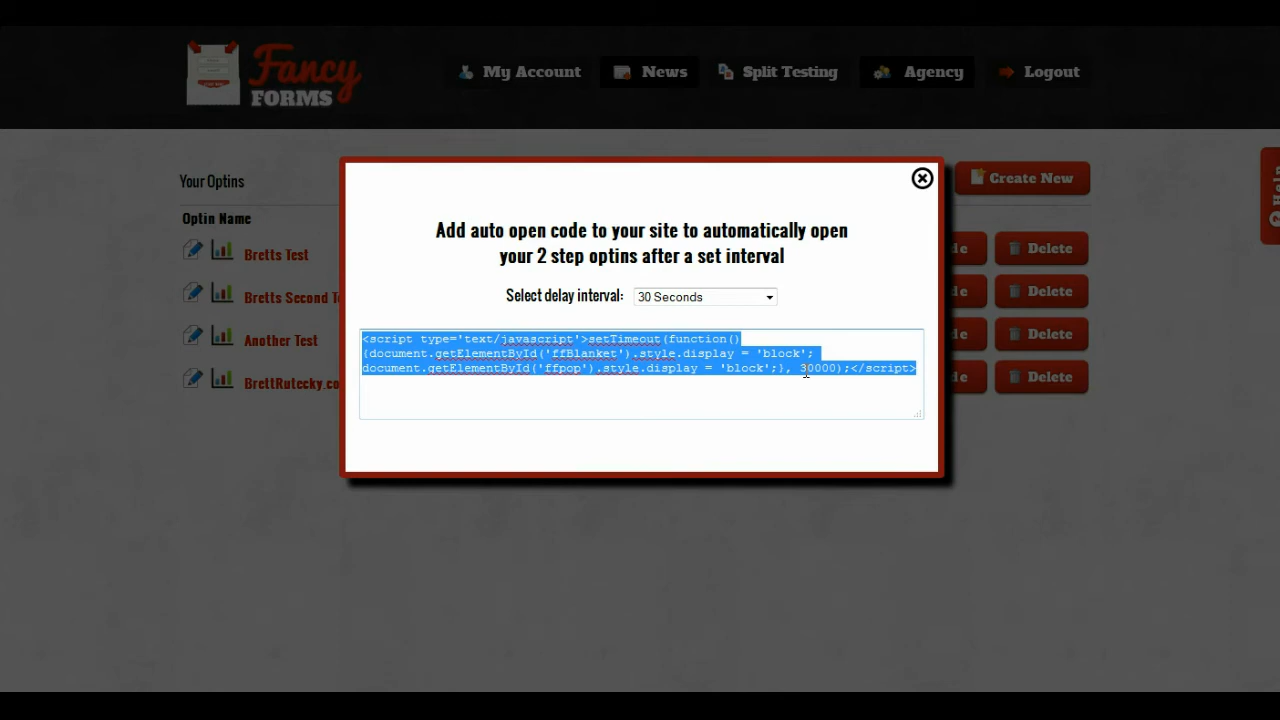 Fancy
FORMS
My Account
News
Split Testing
Agency
Logout
Your Optins
Create New
Optin Name
Bretts Test
Delete
Bretts Second
Delete
Another Test
Delete
BrettRutecky.co
Delete
Add auto open code to your site to automatically open
your 2 step optins after a set interval
Select delay interval:
30 Seconds
<script type='text/javascript'>setTimeout(function()
{document.getElementById('ffBlanket').style.display = 'block';
document.getElementById('ffpop').style.display = 'block';}, 30000);</script>